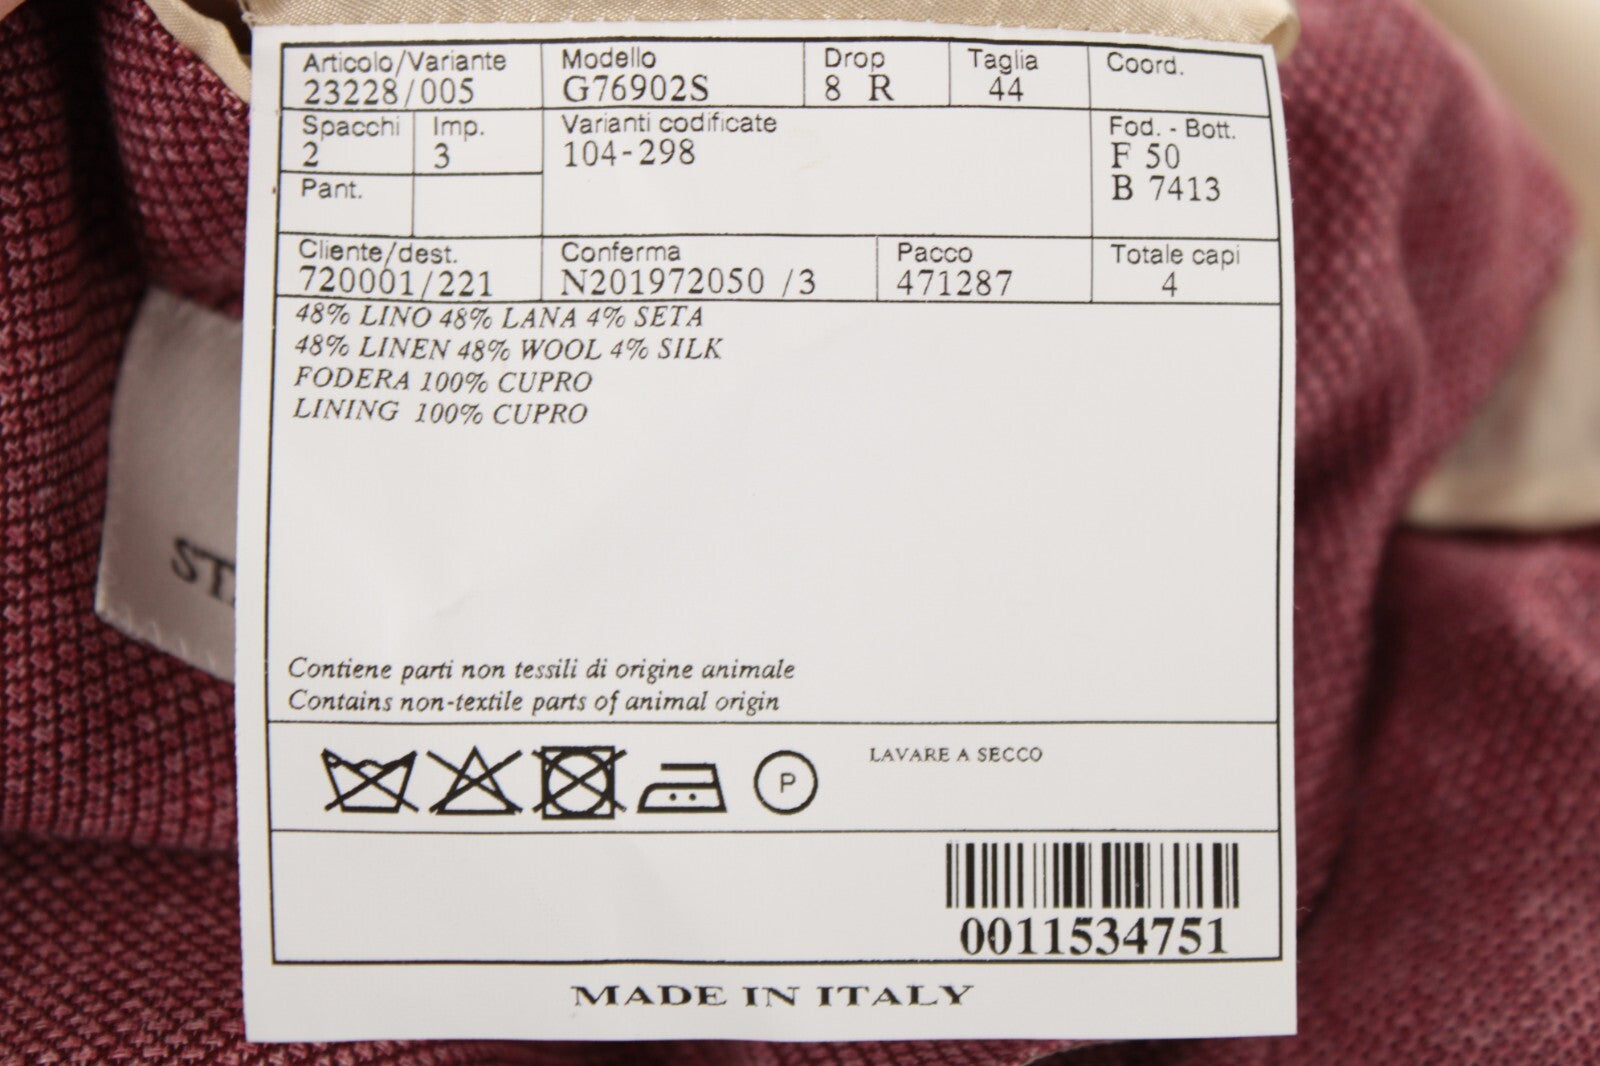 Articolo/Variante Modello Drop Taglia Coord.
23228/005 G76902S 8 R 44
Spacchi Imp. Varianti codificate Fod. - Bott.
2 3 104-298 F 50
Pant. B 7413
Cliente/dest. Conferma Pacco Totale capi
720001/221 N201972050 /3 471287 4
48% LINO 48% LANA 4% SETA
48% LINEN 48% WOOL 4% SILK
FODERA 100% CUPRO
LINING 100% CUPRO
Contiene parti non tessili di origine animale
Contains non-textile parts of animal origin
P LAVARE A SECCO
0011534751
MADE IN ITALY